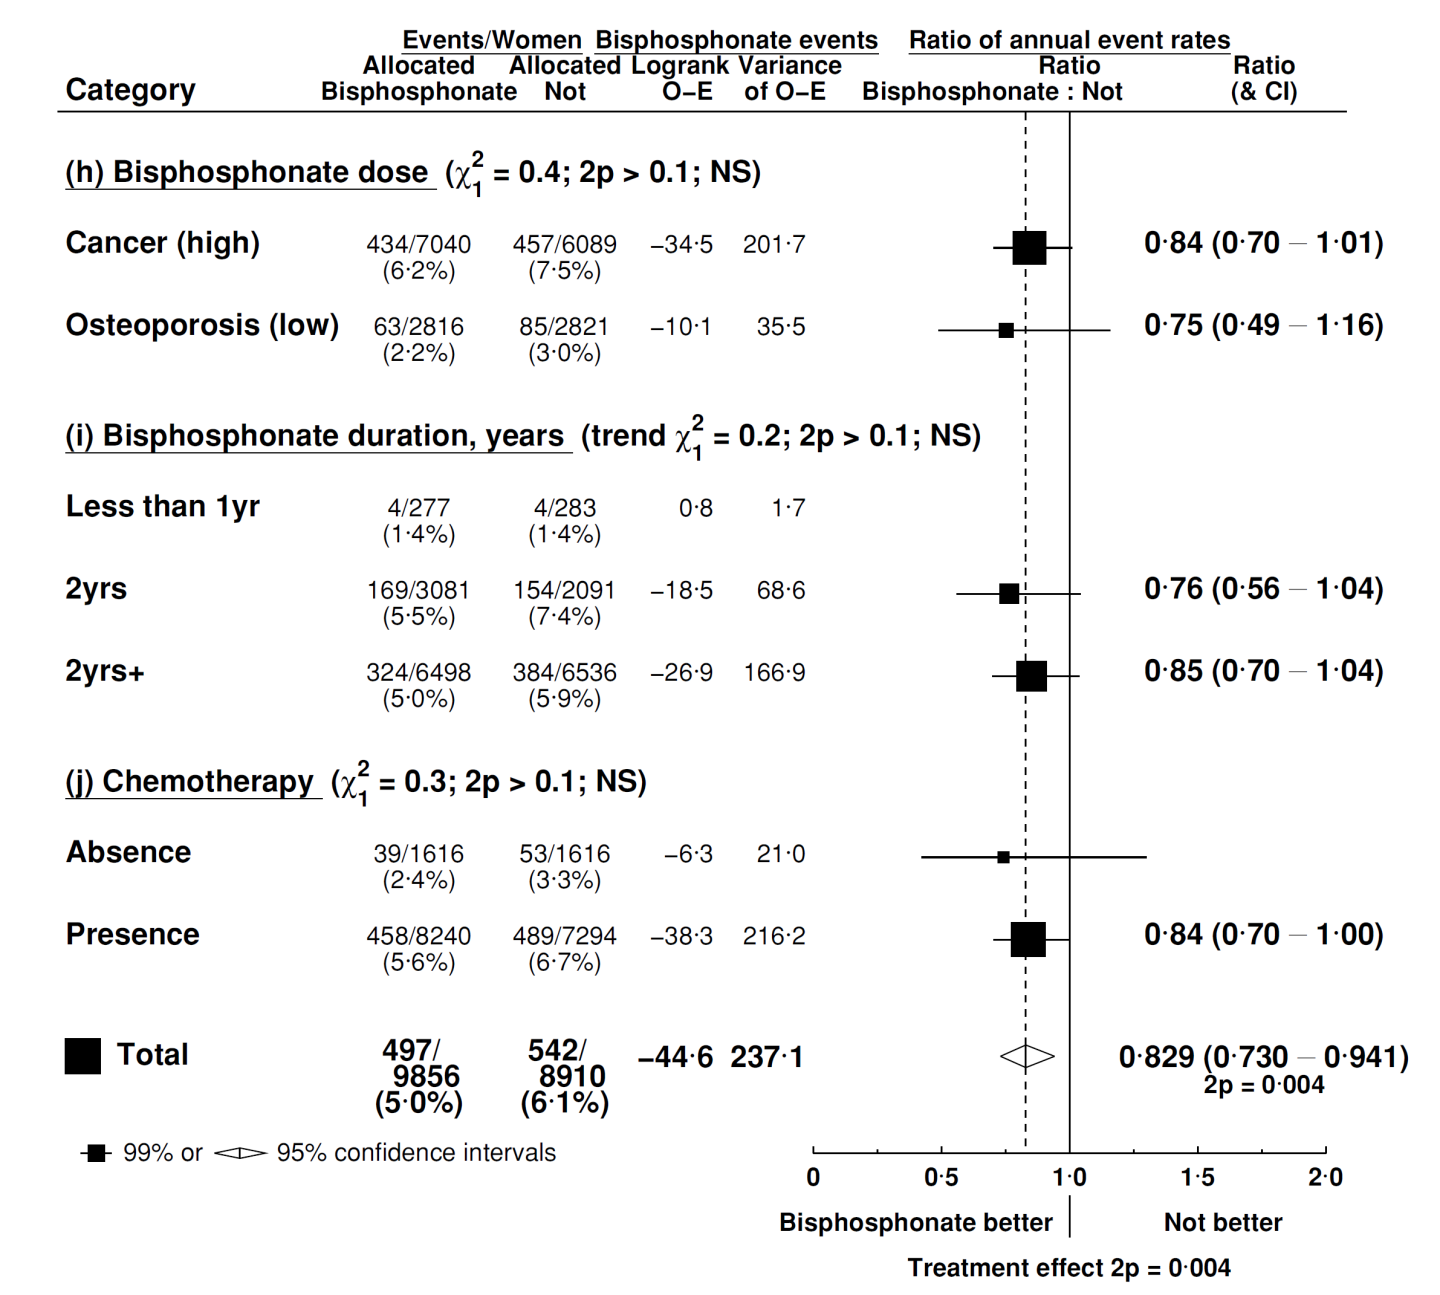 Events/Women Bisphosphonate events Ratio of annual event rates
Allocated Allocated Logrank Variance Ratio Ratio
Category Bisphosphonate Not O–E of O–E Bisphosphonate : Not (& CI)
(h) Bisphosphonate dose (χ²₁ = 0.4; 2p > 0.1; NS)
Cancer (high) 434/7040 457/6089 –34·5 201·7 0·84 (0·70 – 1·01)
(6·2%) (7·5%)
Osteoporosis (low) 63/2816 85/2821 –10·1 35·5 0·75 (0·49 – 1·16)
(2·2%) (3·0%)
(i) Bisphosphonate duration, years (trend χ²₁ = 0.2; 2p > 0.1; NS)
Less than 1yr 4/277 4/283 0·8 1·7
(1·4%) (1·4%)
2yrs 169/3081 154/2091 –18·5 68·6 0·76 (0·56 – 1·04)
(5·5%) (7·4%)
2yrs+ 324/6498 384/6536 –26·9 166·9 0·85 (0·70 – 1·04)
(5·0%) (5·9%)
(j) Chemotherapy (χ²₁ = 0.3; 2p > 0.1; NS)
Absence 39/1616 53/1616 –6·3 21·0
(2·4%) (3·3%)
Presence 458/8240 489/7294 –38·3 216·2 0·84 (0·70 – 1·00)
(5·6%) (6·7%)
Total 497/ 542/ –44·6 237·1 0·829 (0·730 – 0·941)
9856 8910 2p = 0·004
(5·0%) (6·1%)
99% or 95% confidence intervals
0 0·5 1·0 1·5 2·0
Bisphosphonate better Not better
Treatment effect 2p = 0·004